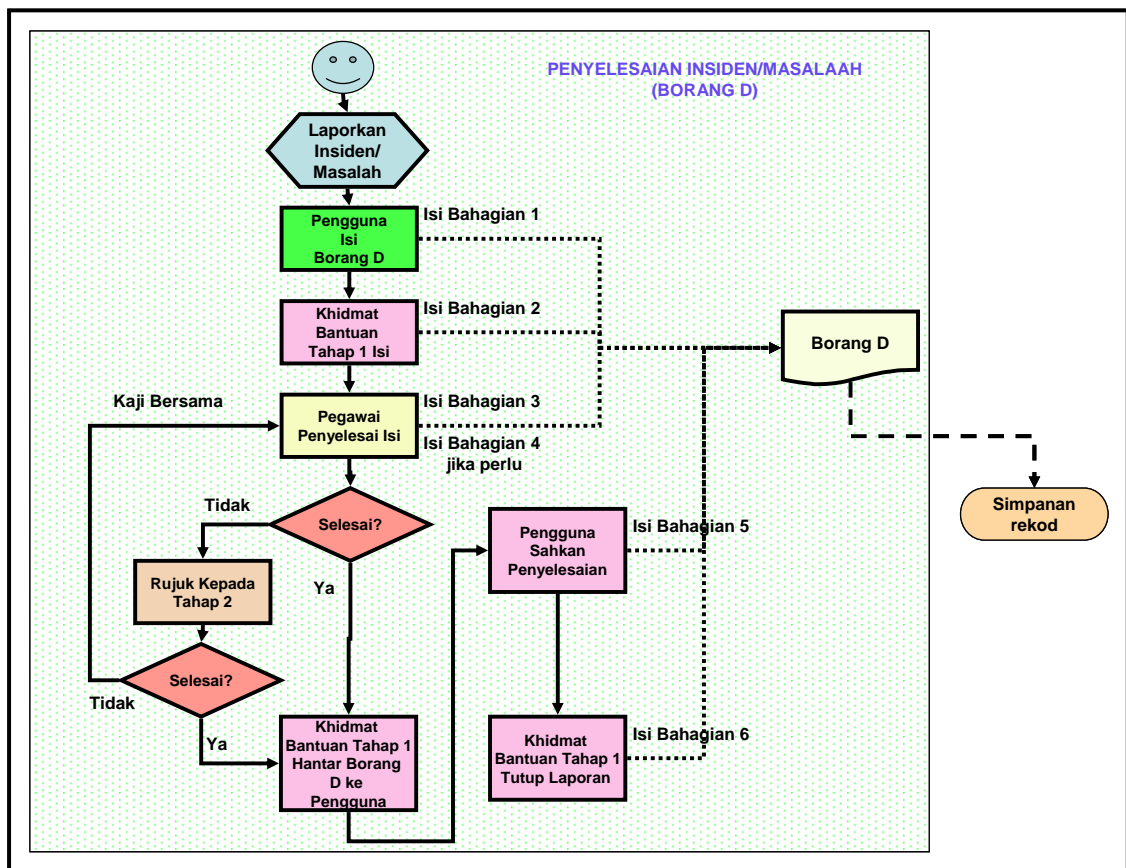 PENYELESAIAN INSIDEN/MASALAAH
(BORANG D)
Laporkan
Insiden/
Masalah
Pengguna
Isi
Borang D
Isi Bahagian 1
Khidmat
Bantuan
Tahap 1 Isi
Isi Bahagian 2
Borang D
Kaji Bersama
Pegawai
Penyelesai Isi
Isi Bahagian 3
Isi Bahagian 4
jika perlu
Simpanan
rekod
Tidak
Selesai?
Pengguna
Sahkan
Penyelesaian
Isi Bahagian 5
Rujuk Kepada
Tahap 2
Ya
Selesai?
Tidak
Ya
Khidmat
Bantuan Tahap 1
Hantar Borang
D ke
Pengguna
Khidmat
Bantuan Tahap 1
Tutup Laporan
Isi Bahagian 6